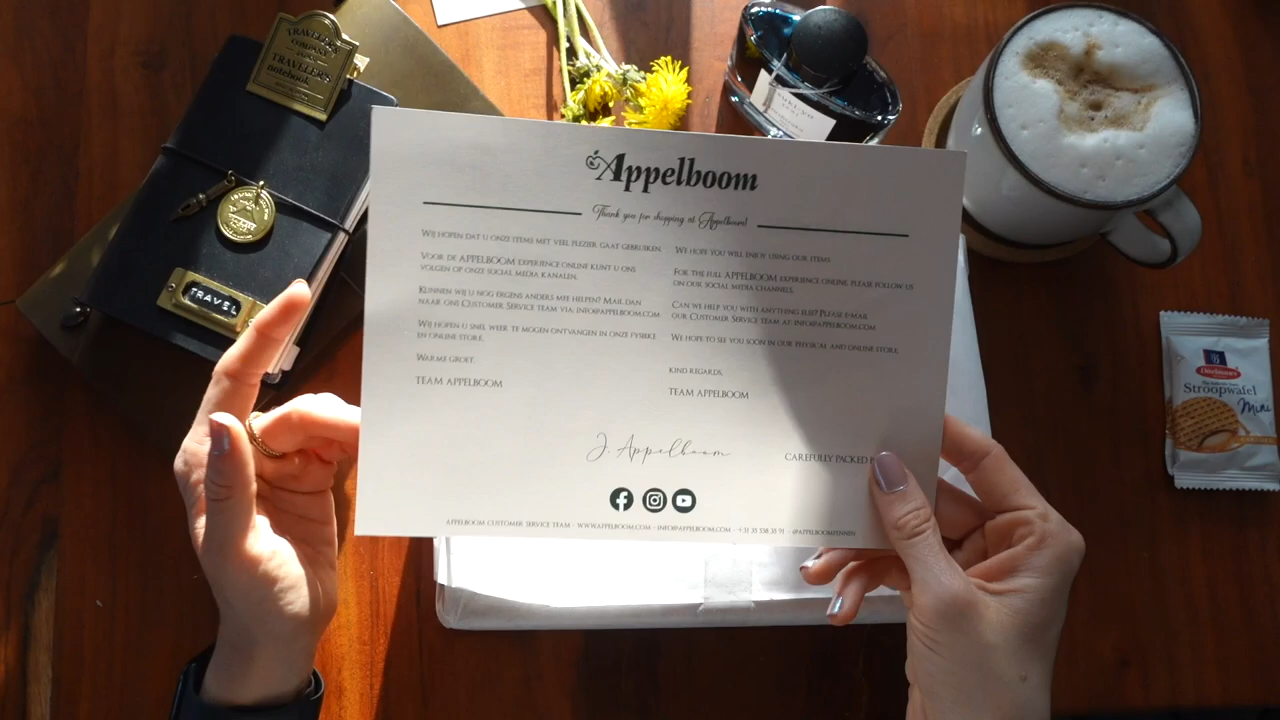 TRAVELER'S
COMPANY
TRAVELER'S
notebook
TRAVEL
Tsuki-yo
Appelboom
Thank you for shopping at Appelboom!
Wij hopen dat u onze items met veel plezier gaat gebruiken.
Voor de APPELBOOM experience online kunt u ons
volgen op onze social media kanalen.
Kunnen wij u nog ergens anders mee helpen? Mail dan
naar ons Customer Service team via: info@appelboom.com
Wij hopen u snel weer te mogen ontvangen in onze fysieke
en online store.
Warme groet,
TEAM APPELBOOM
We hope you will enjoy using our items
For the full APPELBOOM experience online, please follow us
on our social media channels.
Can we help you with anything else? Please e-mail
our Customer Service team at: info@appelboom.com
We hope to see you soon in our physical and online store.
kind regards,
TEAM APPELBOOM
J. Appelboom
Carefully packed
APPELBOOM CUSTOMER SERVICE TEAM - WWW.APPELBOOM.COM - INFO@APPELBOOM.COM - +31 35 538 35 91 - @APPELBOOMPENNEN
Stroopwafel
Mini